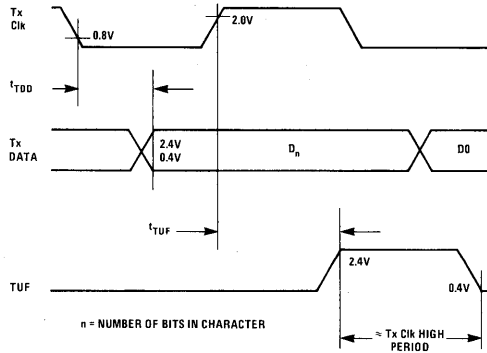 Tx
Clk
0.8V
2.0V
tTDD
Tx
DATA
2.4V
0.4V
Dn
D0
tTUF
2.4V
TUF
0.4V
n = NUMBER OF BITS IN CHARACTER
≈ Tx Clk HIGH
PERIOD